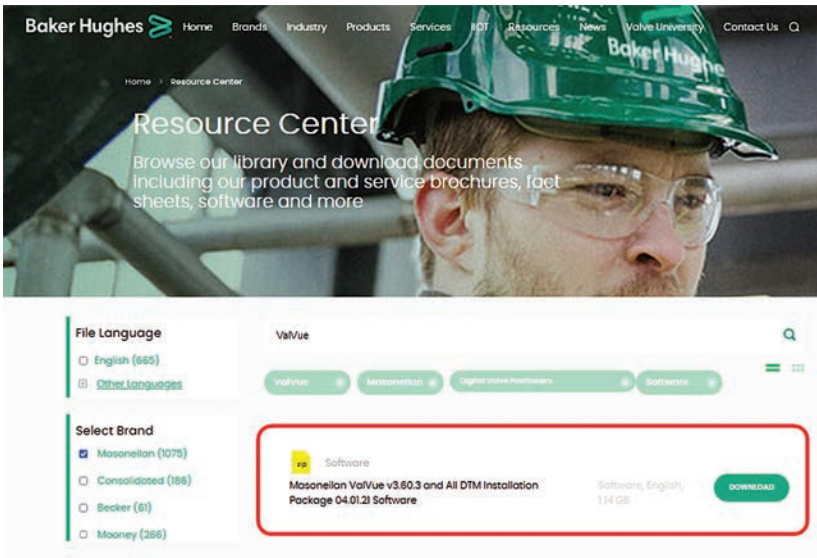 Baker Hughes
Home Brands Industry Products Services IIOT Resources News Valve University Contact Us
Baker Hughes
Home > Resource Center
Resource Center
Browse our library and download documents
including our product and service brochures, fact
sheets, software and more
File Language
English (665)
Other Languages
ValVue
ValVue Masoneilan Digital Valve Positioners Software
Select Brand
Masoneilan (1075)
Consolidated (186)
Becker (61)
Mooney (266)
zip
Software
Masoneilan ValVue v3.60.3 and All DTM Installation
Package 04.01.21 Software
Software, English,
1.14 GB
DOWNLOAD